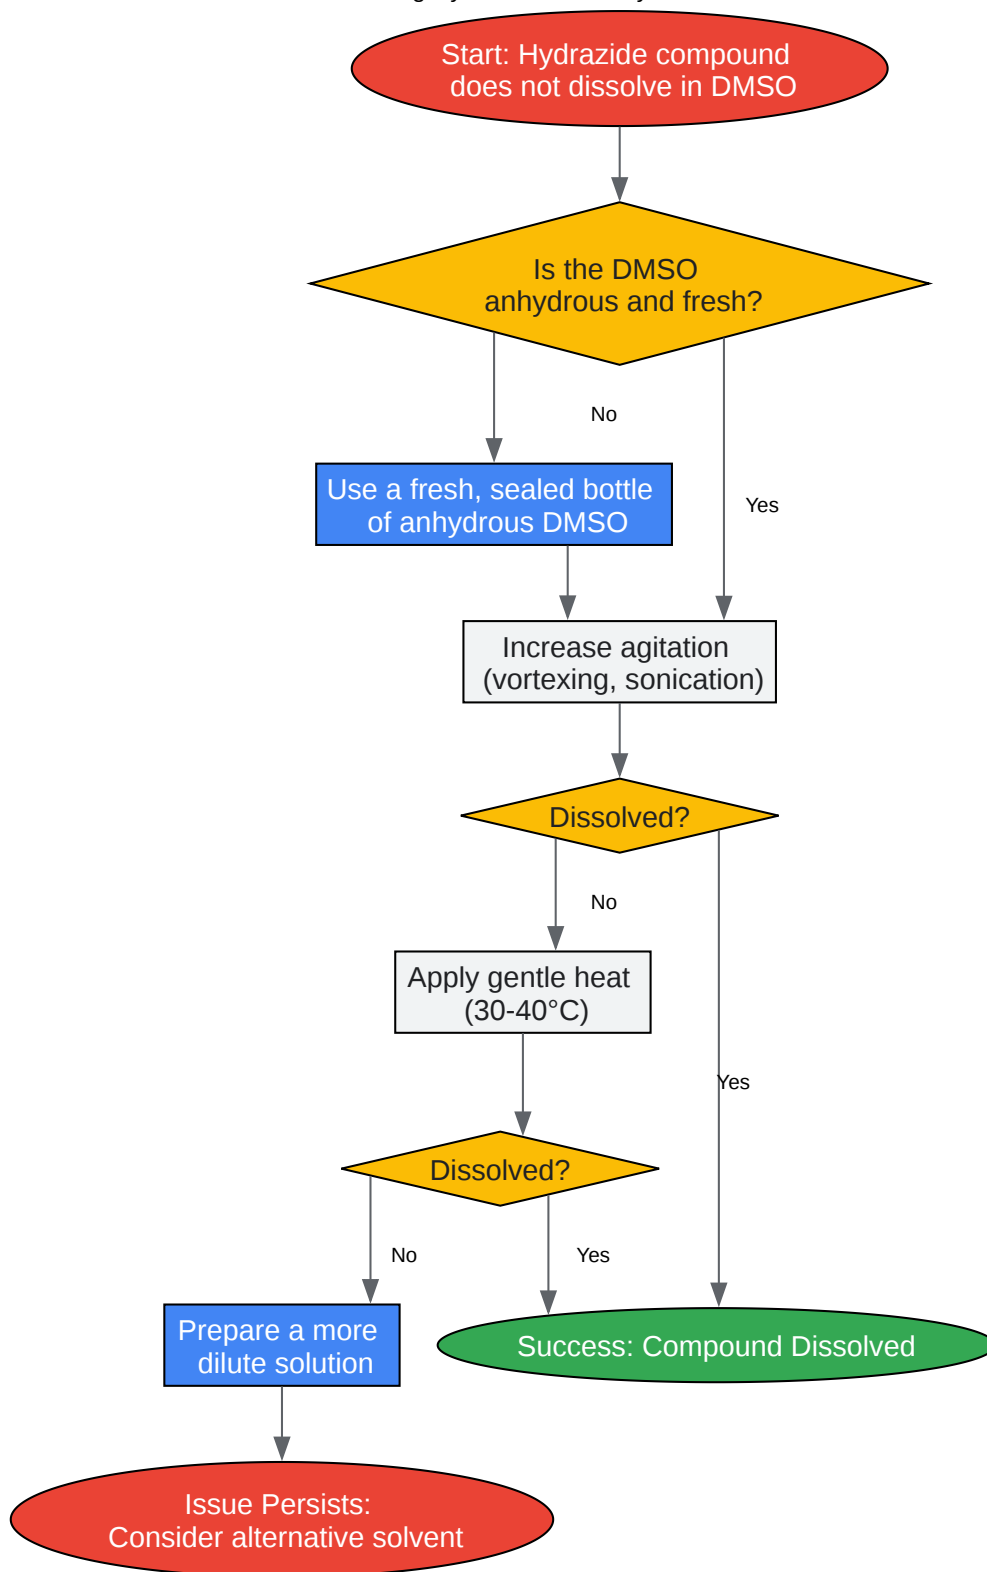 Start: Hydrazide compound
does not dissolve in DMSO
Is the DMSO
anhydrous and fresh?
No
Use a fresh, sealed bottle
of anhydrous DMSO
Yes
Increase agitation
(vortexing, sonication)
Dissolved?
No
Apply gentle heat
(30-40°C)
Yes
Dissolved?
No
Yes
Prepare a more
dilute solution
Success: Compound Dissolved
Issue Persists:
Consider alternative solvent